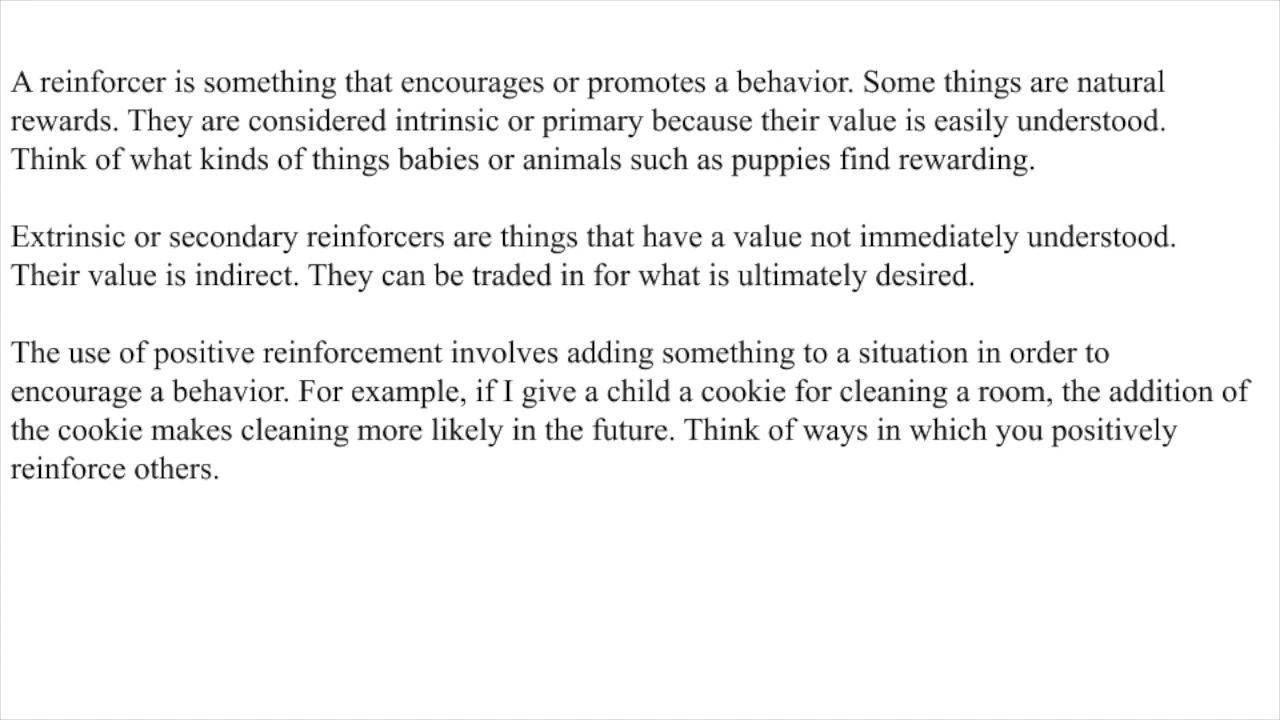 A reinforcer is something that encourages or promotes a behavior. Some things are natural
rewards. They are considered intrinsic or primary because their value is easily understood.
Think of what kinds of things babies or animals such as puppies find rewarding.
Extrinsic or secondary reinforcers are things that have a value not immediately understood.
Their value is indirect. They can be traded in for what is ultimately desired.
The use of positive reinforcement involves adding something to a situation in order to
encourage a behavior. For example, if I give a child a cookie for cleaning a room, the addition of
the cookie makes cleaning more likely in the future. Think of ways in which you positively
reinforce others.